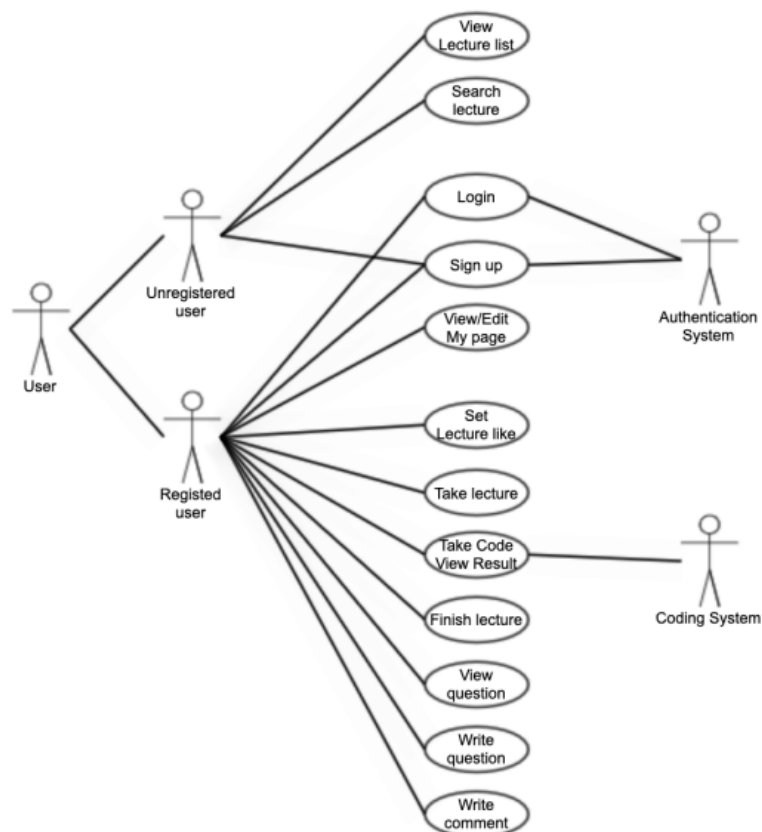 View
Lecture list
Search
lecture
Login
Sign up
View/Edit
My page
Set
Lecture like
Take lecture
Take Code
View Result
Finish lecture
View
question
Write
question
Write
comment
Unregistered
user
User
Registed
user
Authentication
System
Coding System